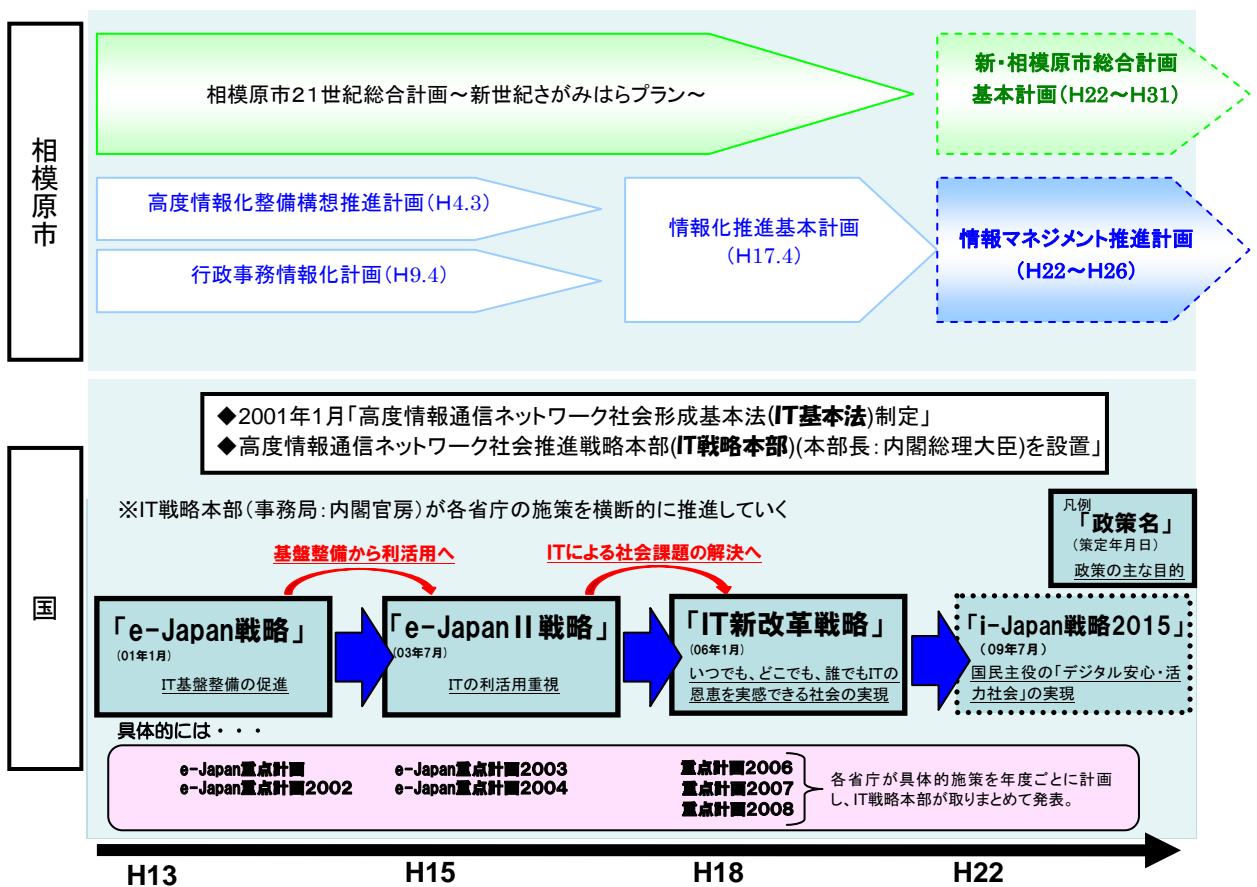 相模原市
相模原市21世紀総合計画～新世紀さがみはらプラン～
新・相模原市総合計画
基本計画(H22～H31)
高度情報化整備構想推進計画(H4.3)
行政事務情報化計画(H9.4)
情報化推進基本計画
(H17.4)
情報マネジメント推進計画
(H22～H26)
国
◆2001年1月「高度情報通信ネットワーク社会形成基本法(IT基本法)制定」
◆高度情報通信ネットワーク社会推進戦略本部(IT戦略本部)(本部長:内閣総理大臣)を設置」
※IT戦略本部(事務局:内閣官房)が各省庁の施策を横断的に推進していく
凡例
「政策名」
(策定年月日)
政策の主な目的
基盤整備から利活用へ
ITによる社会課題の解決へ
「e-Japan戦略」
(01年1月)
IT基盤整備の促進
「e-JapanⅡ戦略」
(03年7月)
ITの利活用重視
「IT新改革戦略」
(06年1月)
いつでも、どこでも、誰でもITの
恩恵を実感できる社会の実現
「i-Japan戦略2015」
(09年7月)
国民主役の「デジタル安心・活
力社会」の実現
具体的には・・・
e-Japan重点計画
e-Japan重点計画2002
e-Japan重点計画2003
e-Japan重点計画2004
重点計画2006
重点計画2007
重点計画2008
各省庁が具体的施策を年度ごとに計画
し、IT戦略本部が取りまとめて発表。
H13
H15
H18
H22